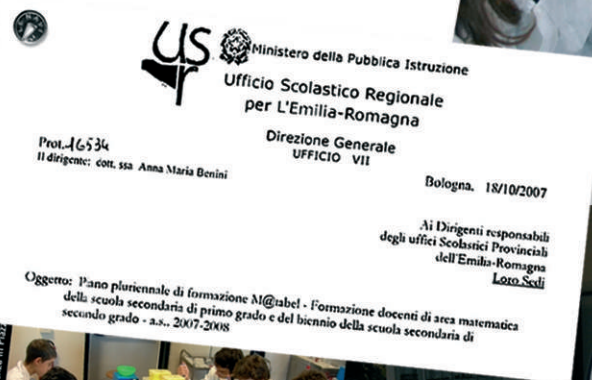 usr
Ministero della Pubblica Istruzione
Ufficio Scolastico Regionale
per L'Emilia-Romagna
Direzione Generale
UFFICIO VII
Prot. 16534
Il dirigente: dott. ssa Anna Maria Benini
Bologna, 18/10/2007
Ai Dirigenti responsabili
degli uffici Scolastici Provinciali
dell'Emilia-Romagna
Loro Sedi
Oggetto: Piano pluriennale di formazione M@tabel - Formazione docenti di area matematica
della scuola secondaria di primo grado e del biennio della scuola secondaria di
secondo grado - a.s.. 2007-2008